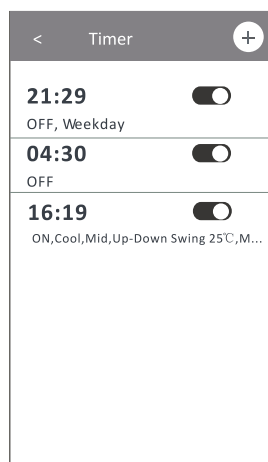 < Timer +
21:29
OFF, Weekday
04:30
OFF
16:19
ON,Cool,Mid,Up-Down Swing 25℃,M...